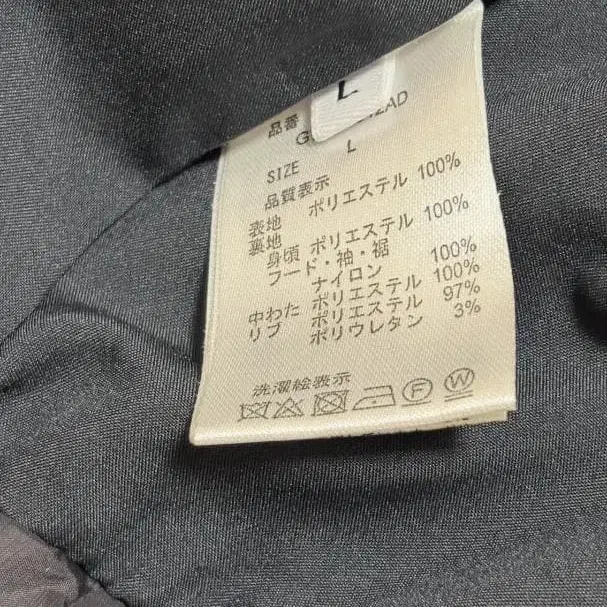 L
品番
SIZE L
品質表示
表地 ポリエステル 100%
裏地
身頃 ポリエステル 100%
フード・袖・裾
ナイロン 100%
中わた ポリエステル 100%
リブ ポリエステル 97%
ポリウレタン 3%
洗濯絵表示
F W